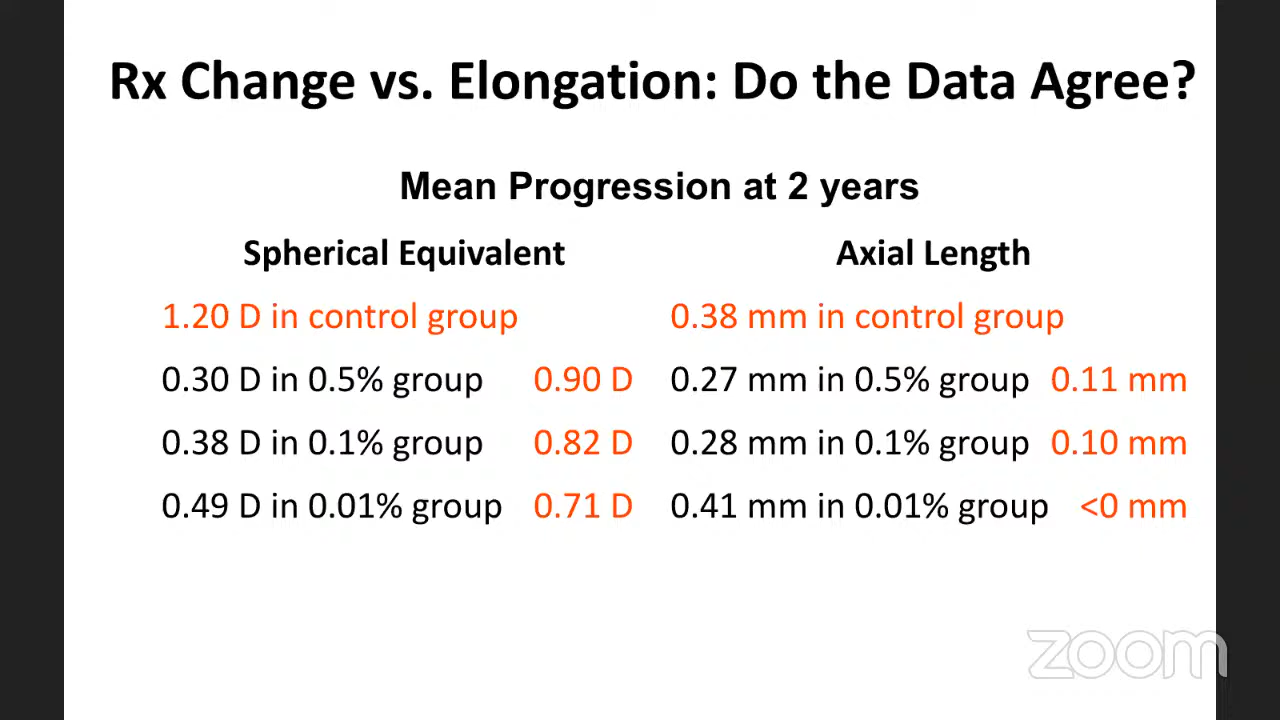 Rx Change vs. Elongation: Do the Data Agree?
Mean Progression at 2 years
Spherical Equivalent
1.20 D in control group
0.30 D in 0.5% group 0.90 D
0.38 D in 0.1% group 0.82 D
0.49 D in 0.01% group 0.71 D
Axial Length
0.38 mm in control group
0.27 mm in 0.5% group 0.11 mm
0.28 mm in 0.1% group 0.10 mm
0.41 mm in 0.01% group <0 mm
zoom